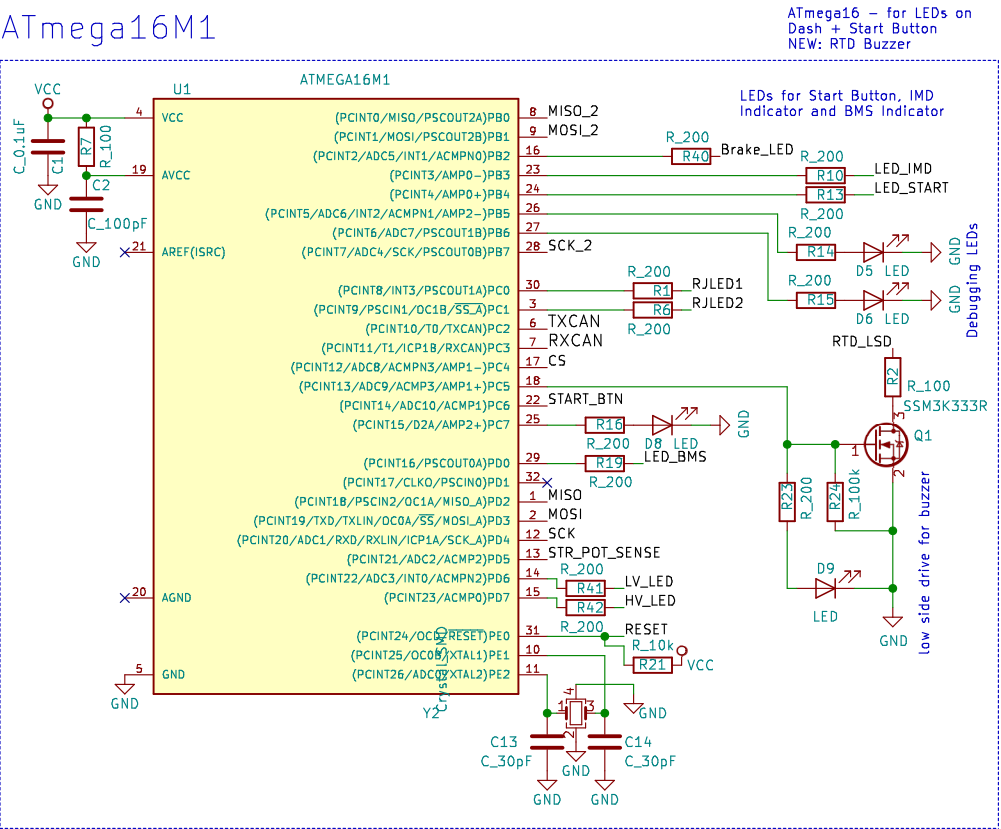 ATmega16M1
ATmega16 – for LEDs on
Dash + Start Button
NEW: RTD Buzzer
LEDs for Start Button, IMD
Indicator and BMS Indicator
U1
ATMEGA16M1
VCC
C_0.1uF
C1
R7
R_100
GND
C2
C_100pF
GND
4 VCC
19 AVCC
21 AREF(ISRC)
20 AGND
5 GND
GND
(PCINT0/MISO/PSCOUT2A)PB0 8 MISO_2
(PCINT1/MOSI/PSCOUT2B)PB1 9 MOSI_2
(PCINT2/ADC5/INT1/ACMPN0)PB2 16
R_200
R40
Brake_LED
(PCINT3/AMP0-)PB3 23
R_200
R10
LED_IMD
(PCINT4/AMP0+)PB4 24
R13
LED_START
R_200
(PCINT5/ADC6/INT2/ACMPN1/AMP2-)PB5 26
(PCINT6/ADC7/PSCOUT1B)PB6 27
(PCINT7/ADC4/SCK/PSCOUT0B)PB7 28 SCK_2
R_200
R14
D5 LED
GND
R_200
R15
D6 LED
GND
Debugging LEDs
(PCINT8/INT3/PSCOUT1A)PC0 30
R_200
R1
RJLED1
(PCINT9/PSCIN1/OC1B/SS_A)PC1 3
R6
RJLED2
R_200
(PCINT10/T0/TXCAN)PC2 6 TXCAN
(PCINT11/T1/ICP1B/RXCAN)PC3 7 RXCAN
(PCINT12/ADC8/ACMPN3/AMP1-)PC4 17 CS
(PCINT13/ADC9/ACMP3/AMP1+)PC5 18
(PCINT14/ADC10/ACMP1)PC6 22 START_BTN
(PCINT15/D2A/AMP2+)PC7 25
R16
R_200
D8 LED
GND
RTD_LSD
R2
R_100
SSM3K333R
Q1
3
1
2
R23
R_200
R24
R_100k
D9
LED
GND
low side drive for buzzer
(PCINT16/PSCOUT0A)PD0 29
R19
LED_BMS
R_200
(PCINT17/CLKO/PSCIN0)PD1 32
(PCINT18/PSCIN2/OC1A/MISO_A)PD2 1 MISO
(PCINT19/TXD/TXLIN/OC0A/SS/MOSI_A)PD3 2 MOSI
(PCINT20/ADC1/RXD/RXLIN/ICP1A/SCK_A)PD4 12 SCK
(PCINT21/ADC2/ACMP2)PD5 13 STR_POT_SENSE
(PCINT22/ADC3/INT0/ACMPN2)PD6 14
R_200
R41
LV_LED
(PCINT23/ACMP0)PD7 15
R42
HV_LED
R_200
(PCINT24/OCD/RESET)PE0 31 RESET
R_10k
R21
VCC
(PCINT25/OC0B/XTAL1)PE1 10
(PCINT26/ADC0/XTAL2)PE2 11
Crystal_SMD
Y2
4
1
3
2
GND
GND
C13
C_30pF
GND
C14
C_30pF
GND